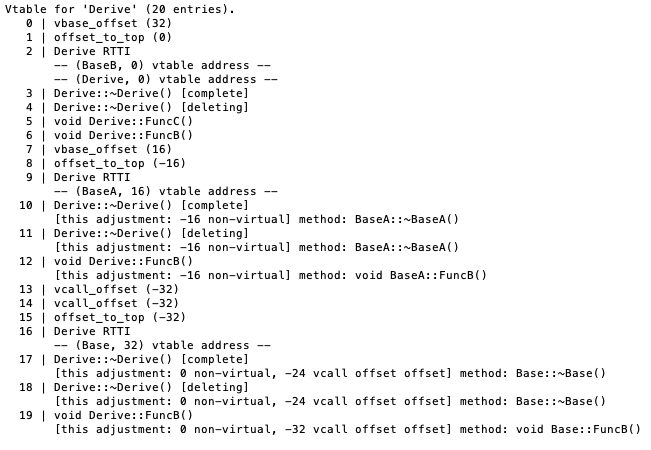 Vtable for 'Derive' (20 entries).
   0 | vbase_offset (32)
   1 | offset_to_top (0)
   2 | Derive RTTI
       -- (BaseB, 0) vtable address --
       -- (Derive, 0) vtable address --
   3 | Derive::~Derive() [complete]
   4 | Derive::~Derive() [deleting]
   5 | void Derive::FuncC()
   6 | void Derive::FuncB()
   7 | vbase_offset (16)
   8 | offset_to_top (-16)
   9 | Derive RTTI
       -- (BaseA, 16) vtable address --
  10 | Derive::~Derive() [complete]
       [this adjustment: -16 non-virtual] method: BaseA::~BaseA()
  11 | Derive::~Derive() [deleting]
       [this adjustment: -16 non-virtual] method: BaseA::~BaseA()
  12 | void Derive::FuncB()
       [this adjustment: -16 non-virtual] method: void BaseA::FuncB()
  13 | vcall_offset (-32)
  14 | vcall_offset (-32)
  15 | offset_to_top (-32)
  16 | Derive RTTI
       -- (Base, 32) vtable address --
  17 | Derive::~Derive() [complete]
       [this adjustment: 0 non-virtual, -24 vcall offset offset] method: Base::~Base()
  18 | Derive::~Derive() [deleting]
       [this adjustment: 0 non-virtual, -24 vcall offset offset] method: Base::~Base()
  19 | void Derive::FuncB()
       [this adjustment: 0 non-virtual, -32 vcall offset offset] method: void Base::FuncB()